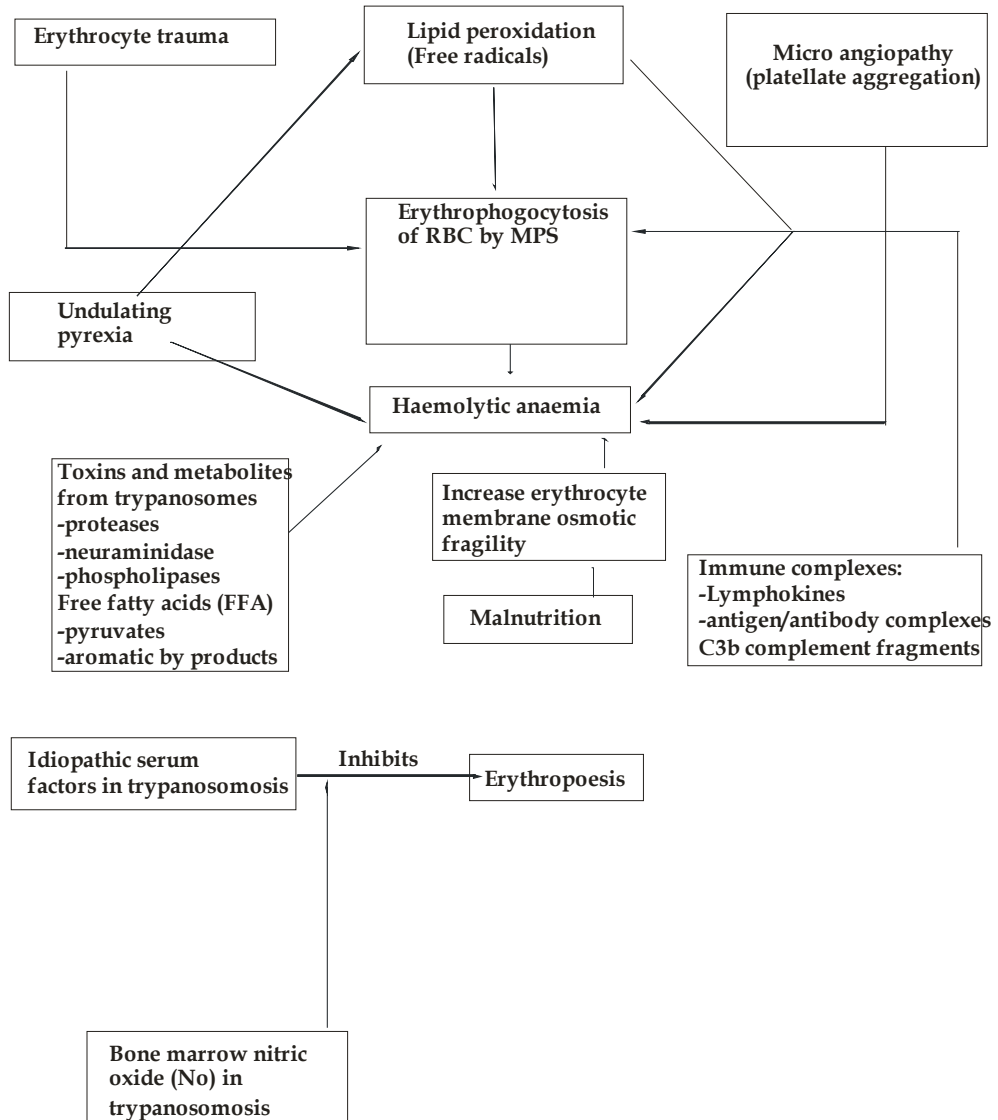 Erythrocyte trauma
Lipid peroxidation
(Free radicals)
Micro angiopathy
(platellate aggregation)
Erythrophogocytosis
of RBC by MPS
Undulating
pyrexia
Haemolytic anaemia
Toxins and metabolites
from trypanosomes
-proteases
-neuraminidase
-phospholipases
Free fatty acids (FFA)
-pyruvates
-aromatic by products
Increase erythrocyte
membrane osmotic
fragility
Malnutrition
Immune complexes:
-Lymphokines
-antigen/antibody complexes
C3b complement fragments
Idiopathic serum
factors in trypanosomosis
Inhibits
Erythropoesis
Bone marrow nitric
oxide (No) in
trypanosomosis